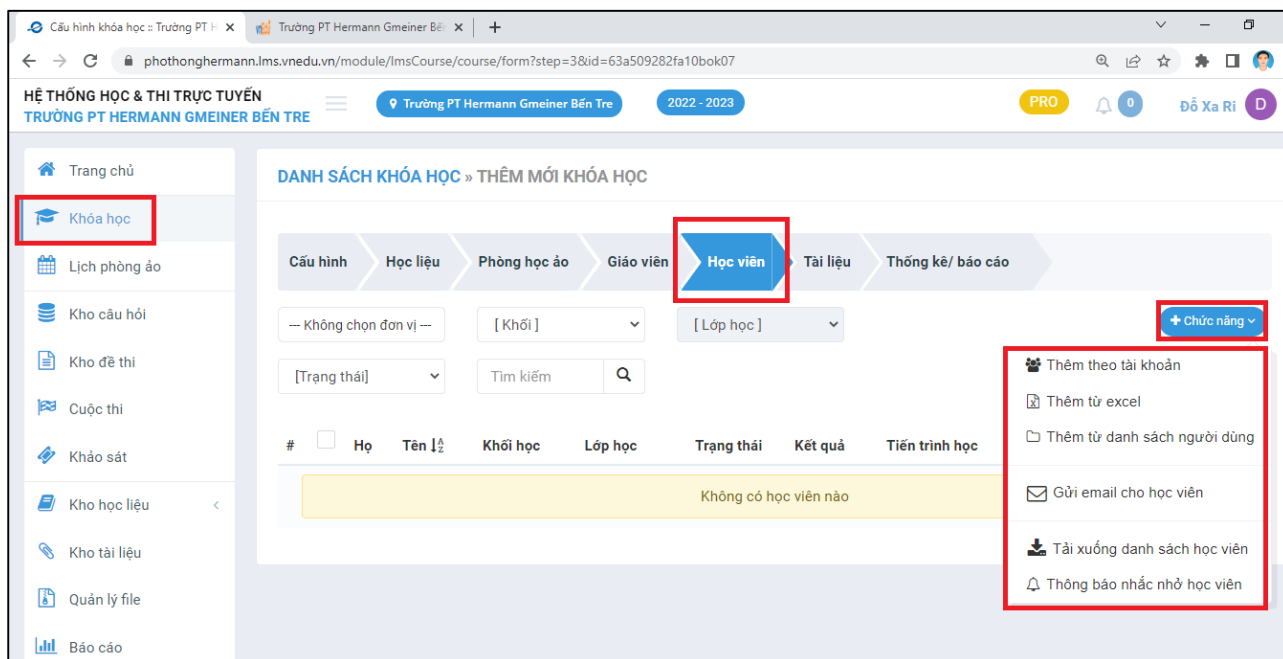 Cấu hình khóa học :: Trường PT H
Trường PT Hermann Gmeiner Bến
phothonghermann.lms.vnedu.vn/module/lmsCourse/course/form?step=3&id=63a509282fa10bok07
HỆ THỐNG HỌC & THI TRỰC TUYẾN
TRƯỜNG PT HERMANN GMEINER BẾN TRE
Trường PT Hermann Gmeiner Bến Tre
2022 - 2023
PRO
0
Đỗ Xa Ri
D
Trang chủ
Khóa học
Lịch phòng ảo
Kho câu hỏi
Kho đề thi
Cuộc thi
Khảo sát
Kho học liệu
Kho tài liệu
Quản lý file
Báo cáo
DANH SÁCH KHÓA HỌC » THÊM MỚI KHÓA HỌC
Cấu hình
Học liệu
Phòng học ảo
Giáo viên
Học viên
Tài liệu
Thống kê/ báo cáo
--- Không chọn đơn vị ---
[ Khối ]
[ Lớp học ]
+ Chức năng
[Trạng thái]
Tìm kiếm
Thêm theo tài khoản
Thêm từ excel
Thêm từ danh sách người dùng
Gửi email cho học viên
Tải xuống danh sách học viên
Thông báo nhắc nhở học viên
# Họ Tên Khối học Lớp học Trạng thái Kết quả Tiến trình học
Không có học viên nào